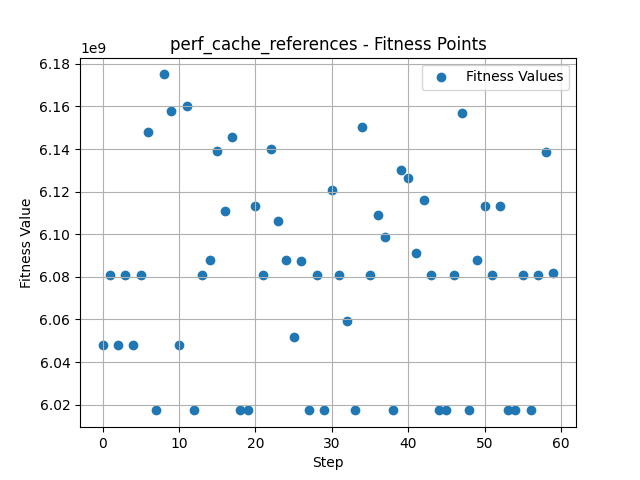 perf_cache_references - Fitness Points
1e9
Fitness Values
6.18
6.16
6.14
6.12
6.10
6.08
6.06
6.04
6.02
Fitness Value
0 10 20 30 40 50 60
Step